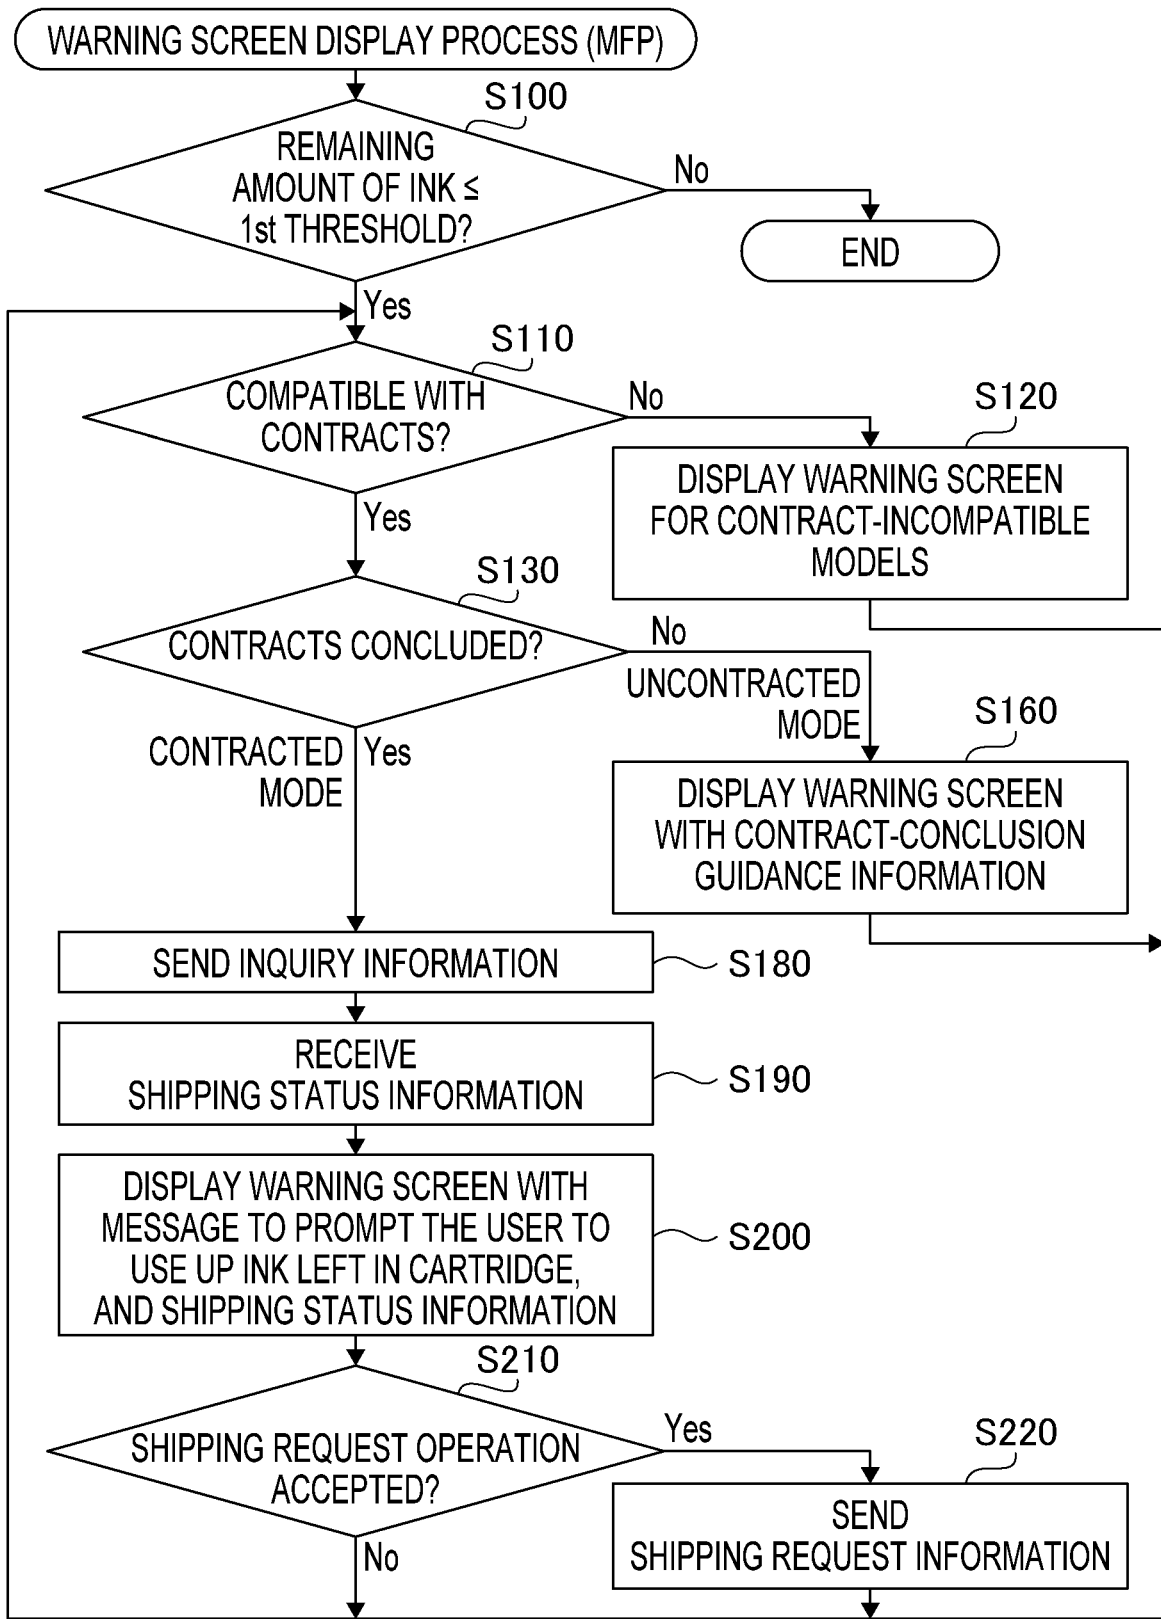 WARNING SCREEN DISPLAY PROCESS (MFP)
S100
REMAINING
AMOUNT OF INK ≤
1st THRESHOLD?
No
END
Yes
S110
COMPATIBLE WITH
CONTRACTS?
No
S120
DISPLAY WARNING SCREEN
FOR CONTRACT-INCOMPATIBLE
MODELS
Yes
S130
CONTRACTS CONCLUDED?
No
UNCONTRACTED
MODE
S160
CONTRACTED
MODE
Yes
DISPLAY WARNING SCREEN
WITH CONTRACT-CONCLUSION
GUIDANCE INFORMATION
SEND INQUIRY INFORMATION
S180
RECEIVE
SHIPPING STATUS INFORMATION
S190
DISPLAY WARNING SCREEN WITH
MESSAGE TO PROMPT THE USER TO
USE UP INK LEFT IN CARTRIDGE,
AND SHIPPING STATUS INFORMATION
S200
S210
SHIPPING REQUEST OPERATION
ACCEPTED?
Yes
S220
SEND
SHIPPING REQUEST INFORMATION
No